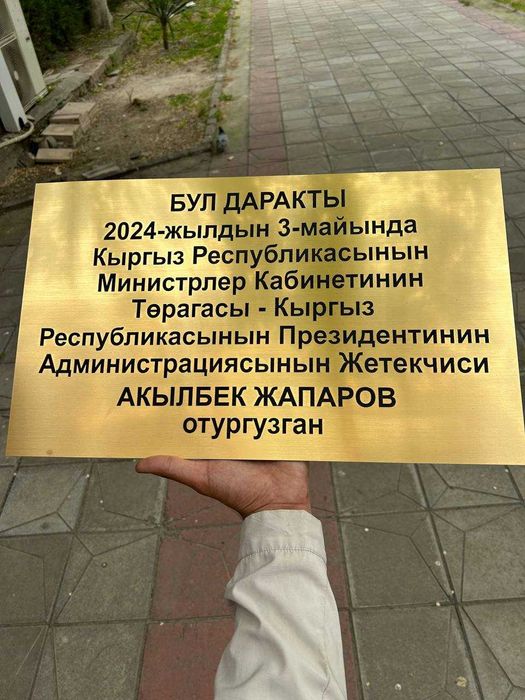 БУЛ ДАРАКТЫ
2024-жылдын 3-майында
Кыргыз Республикасынын
Министрлер Кабинетинин
Төрагасы - Кыргыз
Республикасынын Президентинин
Администрациясынын Жетекчиси
АКЫЛБЕК ЖАПАРОВ
отургузган